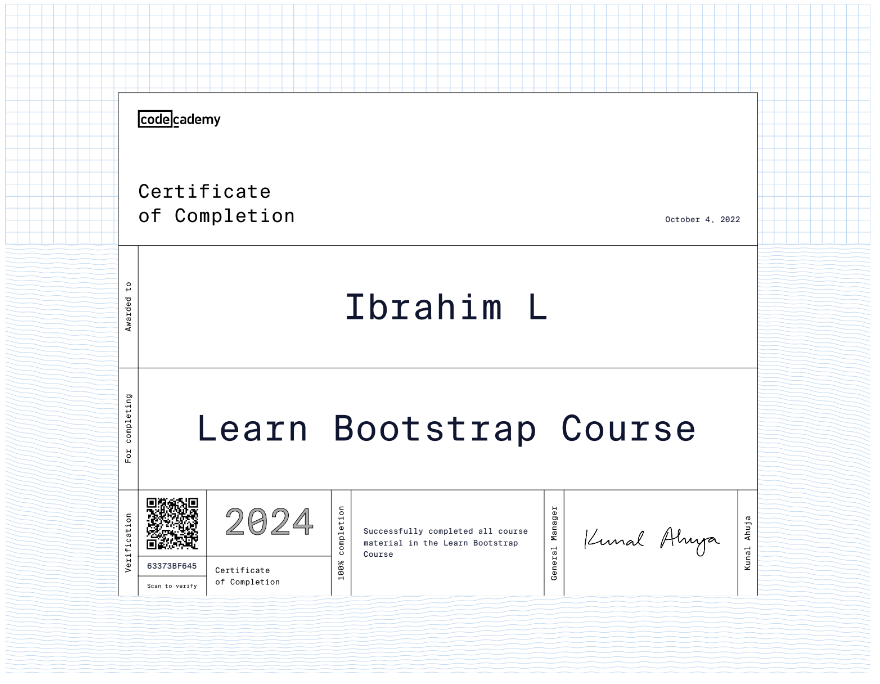 codecademy
Certificate
of Completion
October 4, 2022
Awarded to
Ibrahim L
For completing
Learn Bootstrap Course
Verification
63373BF645
Scan to verify
2024
Certificate
of Completion
100% completion
Successfully completed all course
material in the Learn Bootstrap
Course
General Manager
Kunal Ahuja
Kunal Ahuja